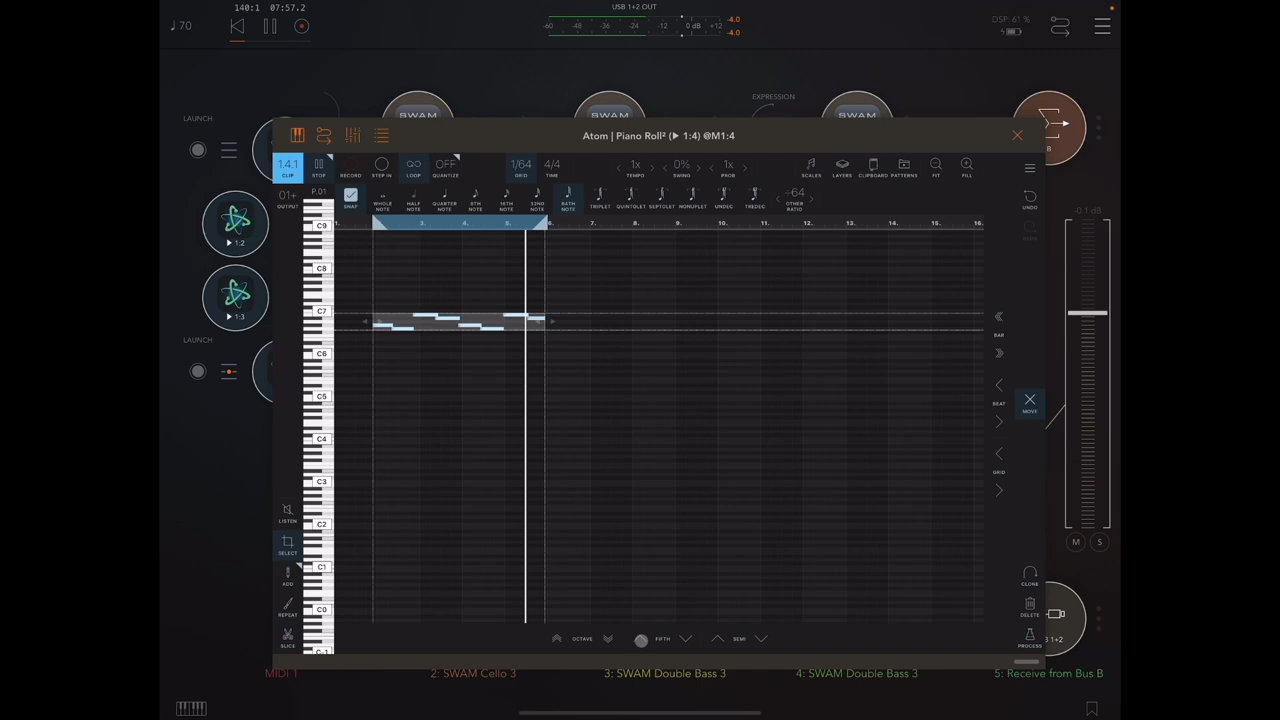 140:1 07:57.2
USB 1+2 OUT
70
-60 -48 -36 -24 -12 0 dB +12
-4.0
-4.0
DSP: 61 %
LAUNCH
SWAM
SWAM
EXPRESSION
SWAM
B
Atom | Piano Roll² (▶ 1:4) @M1:4
1.4.1
CLIP
STOP
RECORD
STEP IN
LOOP
OFF
QUANTIZE
1/64
GRID
4/4
TIME
1x
TEMPO
0%
SWING
1x
PROB
SCALES
LAYERS
CLIPBOARD
PATTERNS
FIT
FILL
01+
OUTPUT
P.01
SNAP
WHOLE NOTE
HALF NOTE
QUARTER NOTE
8TH NOTE
16TH NOTE
32ND NOTE
64TH NOTE
TRIPLET
QUINTOLET
SEPTOLET
NONUPLET
UNDEC
TREDEC
÷64
OTHER RATIO
UNDO
1. 3. 4. 5. 6. 7. 8. 9. 10. 11. 12. 13. 14. 15. 16.
C9
C8
C7
C6
C5
C4
C3
C2
C1
C0
C-1
▶ 1:2
▶ 1:3
LAUNCH
-0.1 dB
BAR
BEAT
MOVE
GRID
LISTEN
SELECT
ADD
REPEAT
SLICE
CLONE
DELETE
PROCESS
OCTAVE
FIFTH
SEMI
M S
1+2
MIDI 1
2: SWAM Cello 3
3: SWAM Double Bass 3
4: SWAM Double Bass 3
5: Receive from Bus B